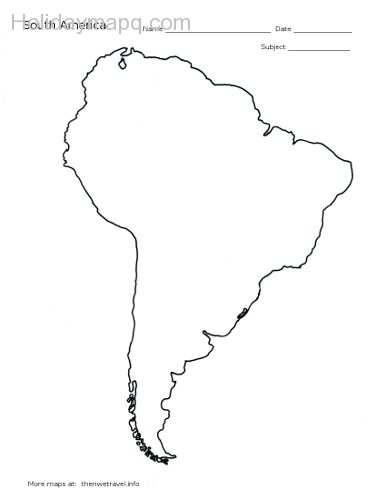 South America
Holidaymapq.com
Name Date
Subject
More maps at: thenwetravel.info